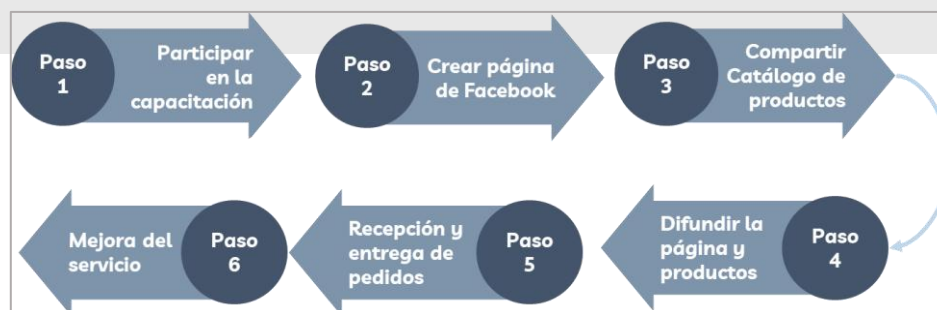 Paso
1
Participar
en la
capacitación
Paso
2
Crear página
de Facebook
Paso
3
Compartir
Catálogo de
productos
Paso
4
Difundir la
página y
productos
Paso
5
Recepción y
entrega de
pedidos
Paso
6
Mejora del
servicio